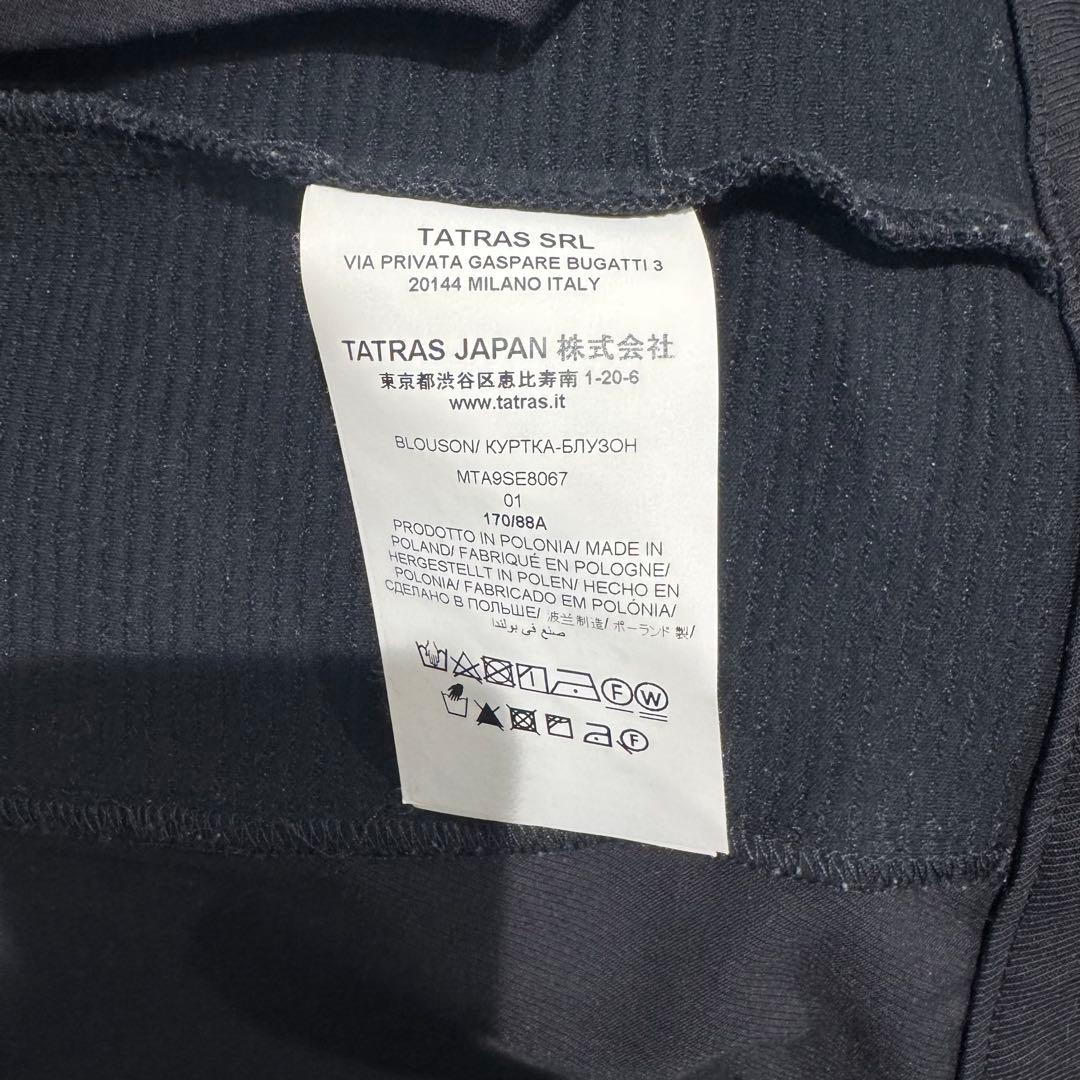 TATRAS SRL
VIA PRIVATA GASPARE BUGATTI 3
20144 MILANO ITALY
TATRAS JAPAN 株式会社
東京都渋谷区恵比寿南 1-20-6
www.tatras.it
BLOUSON/ КУРТКА-БЛУЗОН
MTA9SE8067
01
170/88A
PRODOTTO IN POLONIA/ MADE IN
POLAND/ FABRIQUÉ EN POLOGNE/
HERGESTELLT IN POLEN/ HECHO EN
POLONIA/ FABRICADO EM POLÓNIA/
СДЕЛАНО В ПОЛЬШЕ/ 波兰制造/ ポーランド 製/
صنع في بولندا
F W
F